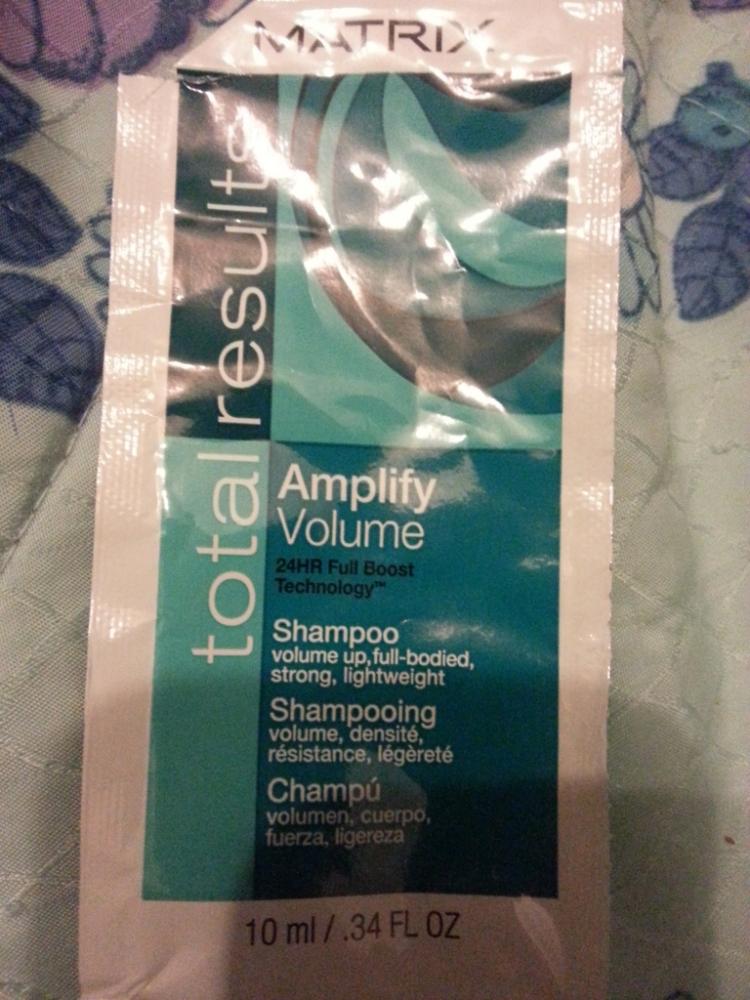 MATRIX
total results
Amplify
Volume
24HR Full Boost
Technology™
Shampoo
volume up,full-bodied,
strong, lightweight
Shampooing
volume, densité,
résistance, légèreté
Champú
volumen, cuerpo,
fuerza, ligereza
10 ml / .34 FL OZ